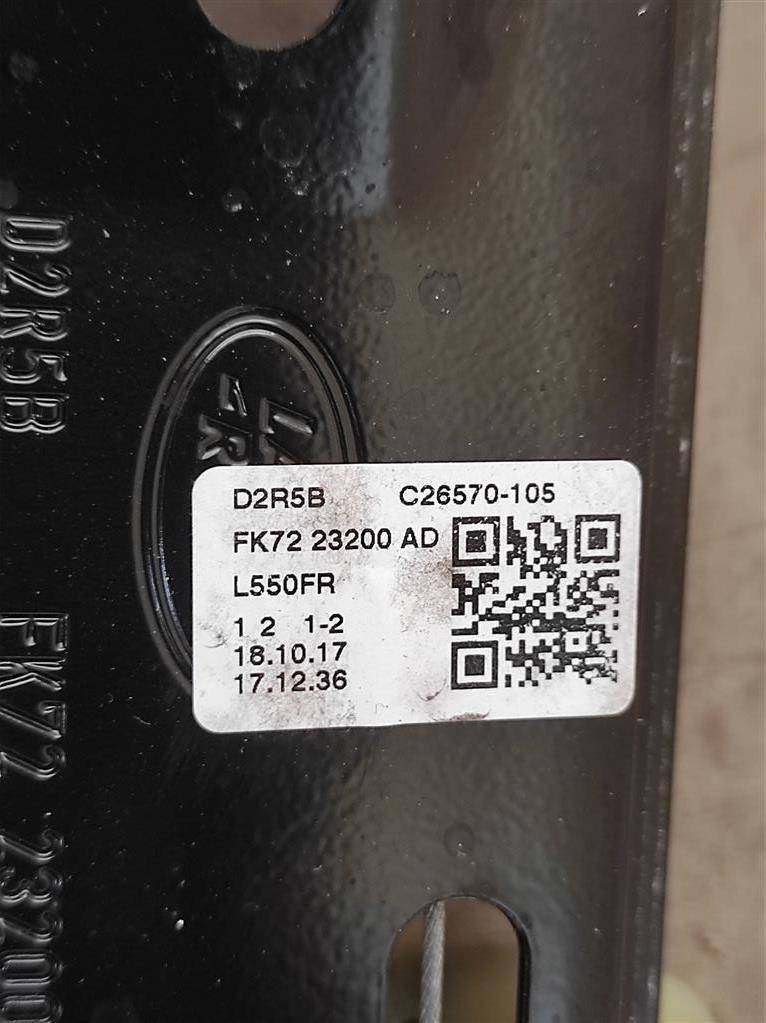 D2R5B
D2R5B C26570-105
FK72 23200 AD
L550FR
1 2 1-2
18.10.17
17.12.36
FK72 23200